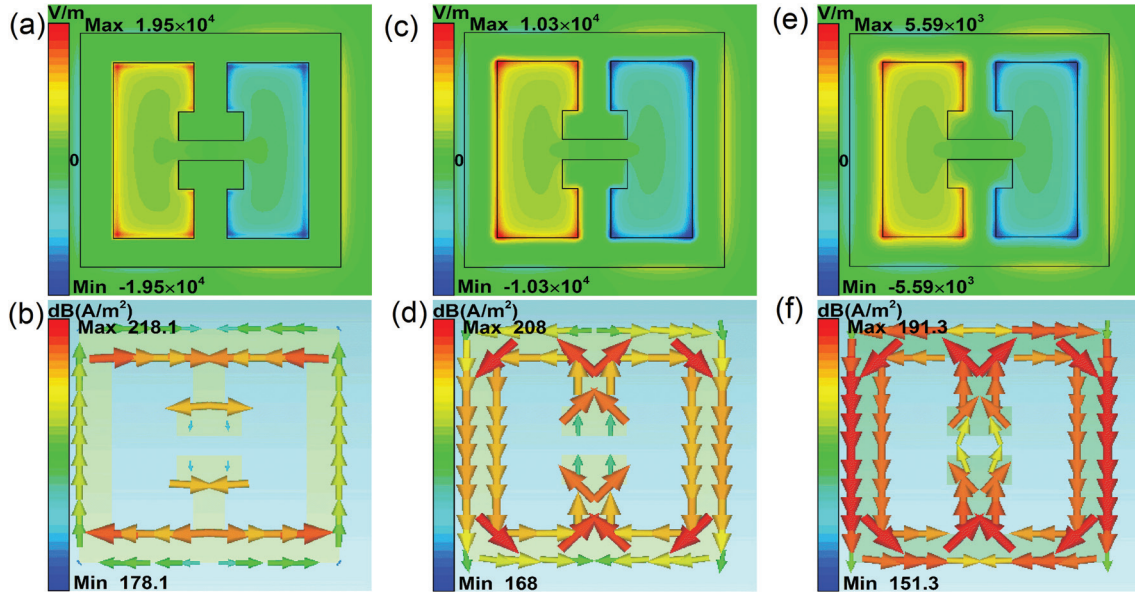 (a)
V/m
Max 1.95×10⁴
0
Min -1.95×10⁴
(c)
V/m
Max 1.03×10⁴
0
Min -1.03×10⁴
(e)
V/m
Max 5.59×10³
0
Min -5.59×10³
(b)
dB(A/m²)
Max 218.1
Min 178.1
(d)
dB(A/m²)
Max 208
Min 168
(f)
dB(A/m²)
Max 191.3
Min 151.3